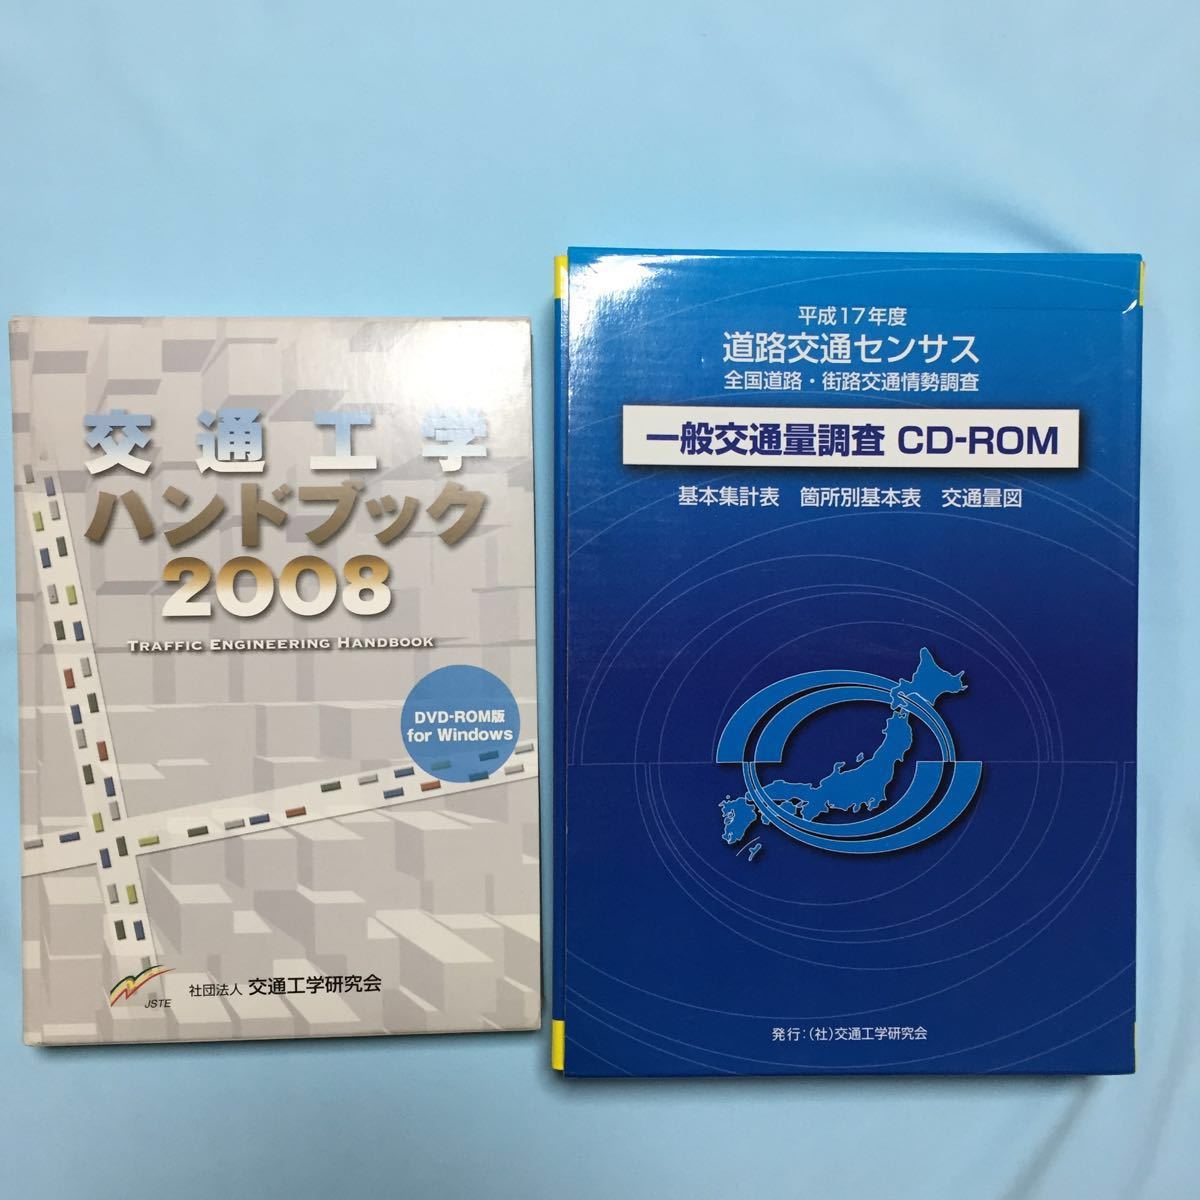 交通工学
ハンドブック
2008
TRAFFIC ENGINEERING HANDBOOK
DVD-ROM版
for Windows
JSTE
社団法人 交通工学研究会
平成17年度
道路交通センサス
全国道路・街路交通情勢調査
一般交通量調査 CD-ROM
基本集計表 箇所別基本表 交通量図
発行:(社)交通工学研究会